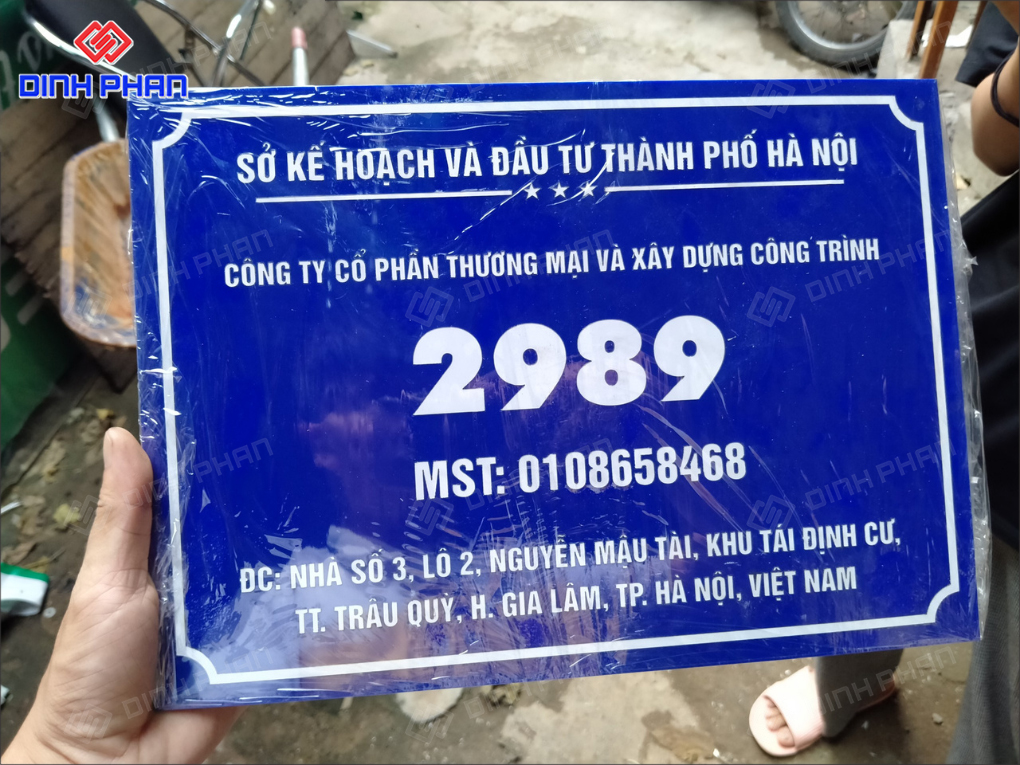 DINH PHAN
SỞ KẾ HOẠCH VÀ ĐẦU TƯ THÀNH PHỐ HÀ NỘI
CÔNG TY CỔ PHẦN THƯƠNG MẠI VÀ XÂY DỰNG CÔNG TRÌNH
2989
MST: 0108658468
ĐC: NHÀ SỐ 3, LÔ 2, NGUYỄN MẬU TÀI, KHU TÁI ĐỊNH CƯ,
TT. TRÂU QUỲ, H. GIA LÂM, TP. HÀ NỘI, VIỆT NAM